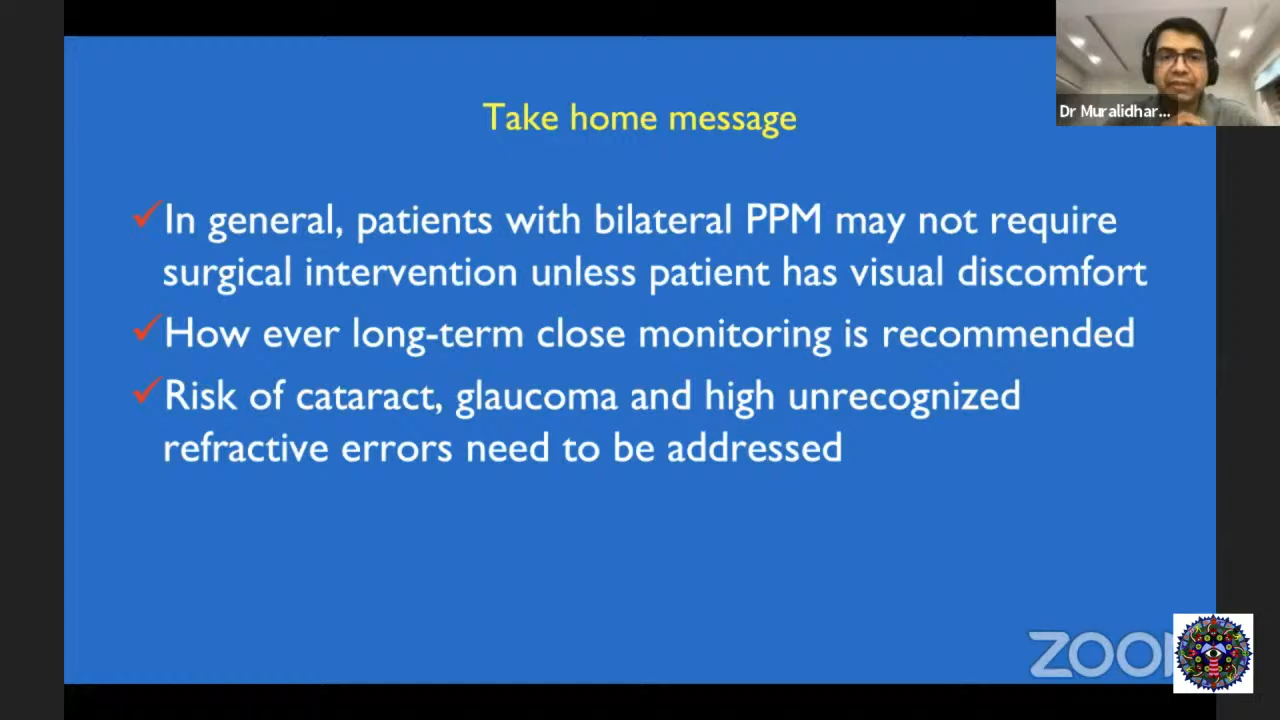 Dr Muralidhar...
Take home message
✓In general, patients with bilateral PPM may not require
surgical intervention unless patient has visual discomfort
✓How ever long-term close monitoring is recommended
✓Risk of cataract, glaucoma and high unrecognized
refractive errors need to be addressed
ZOO